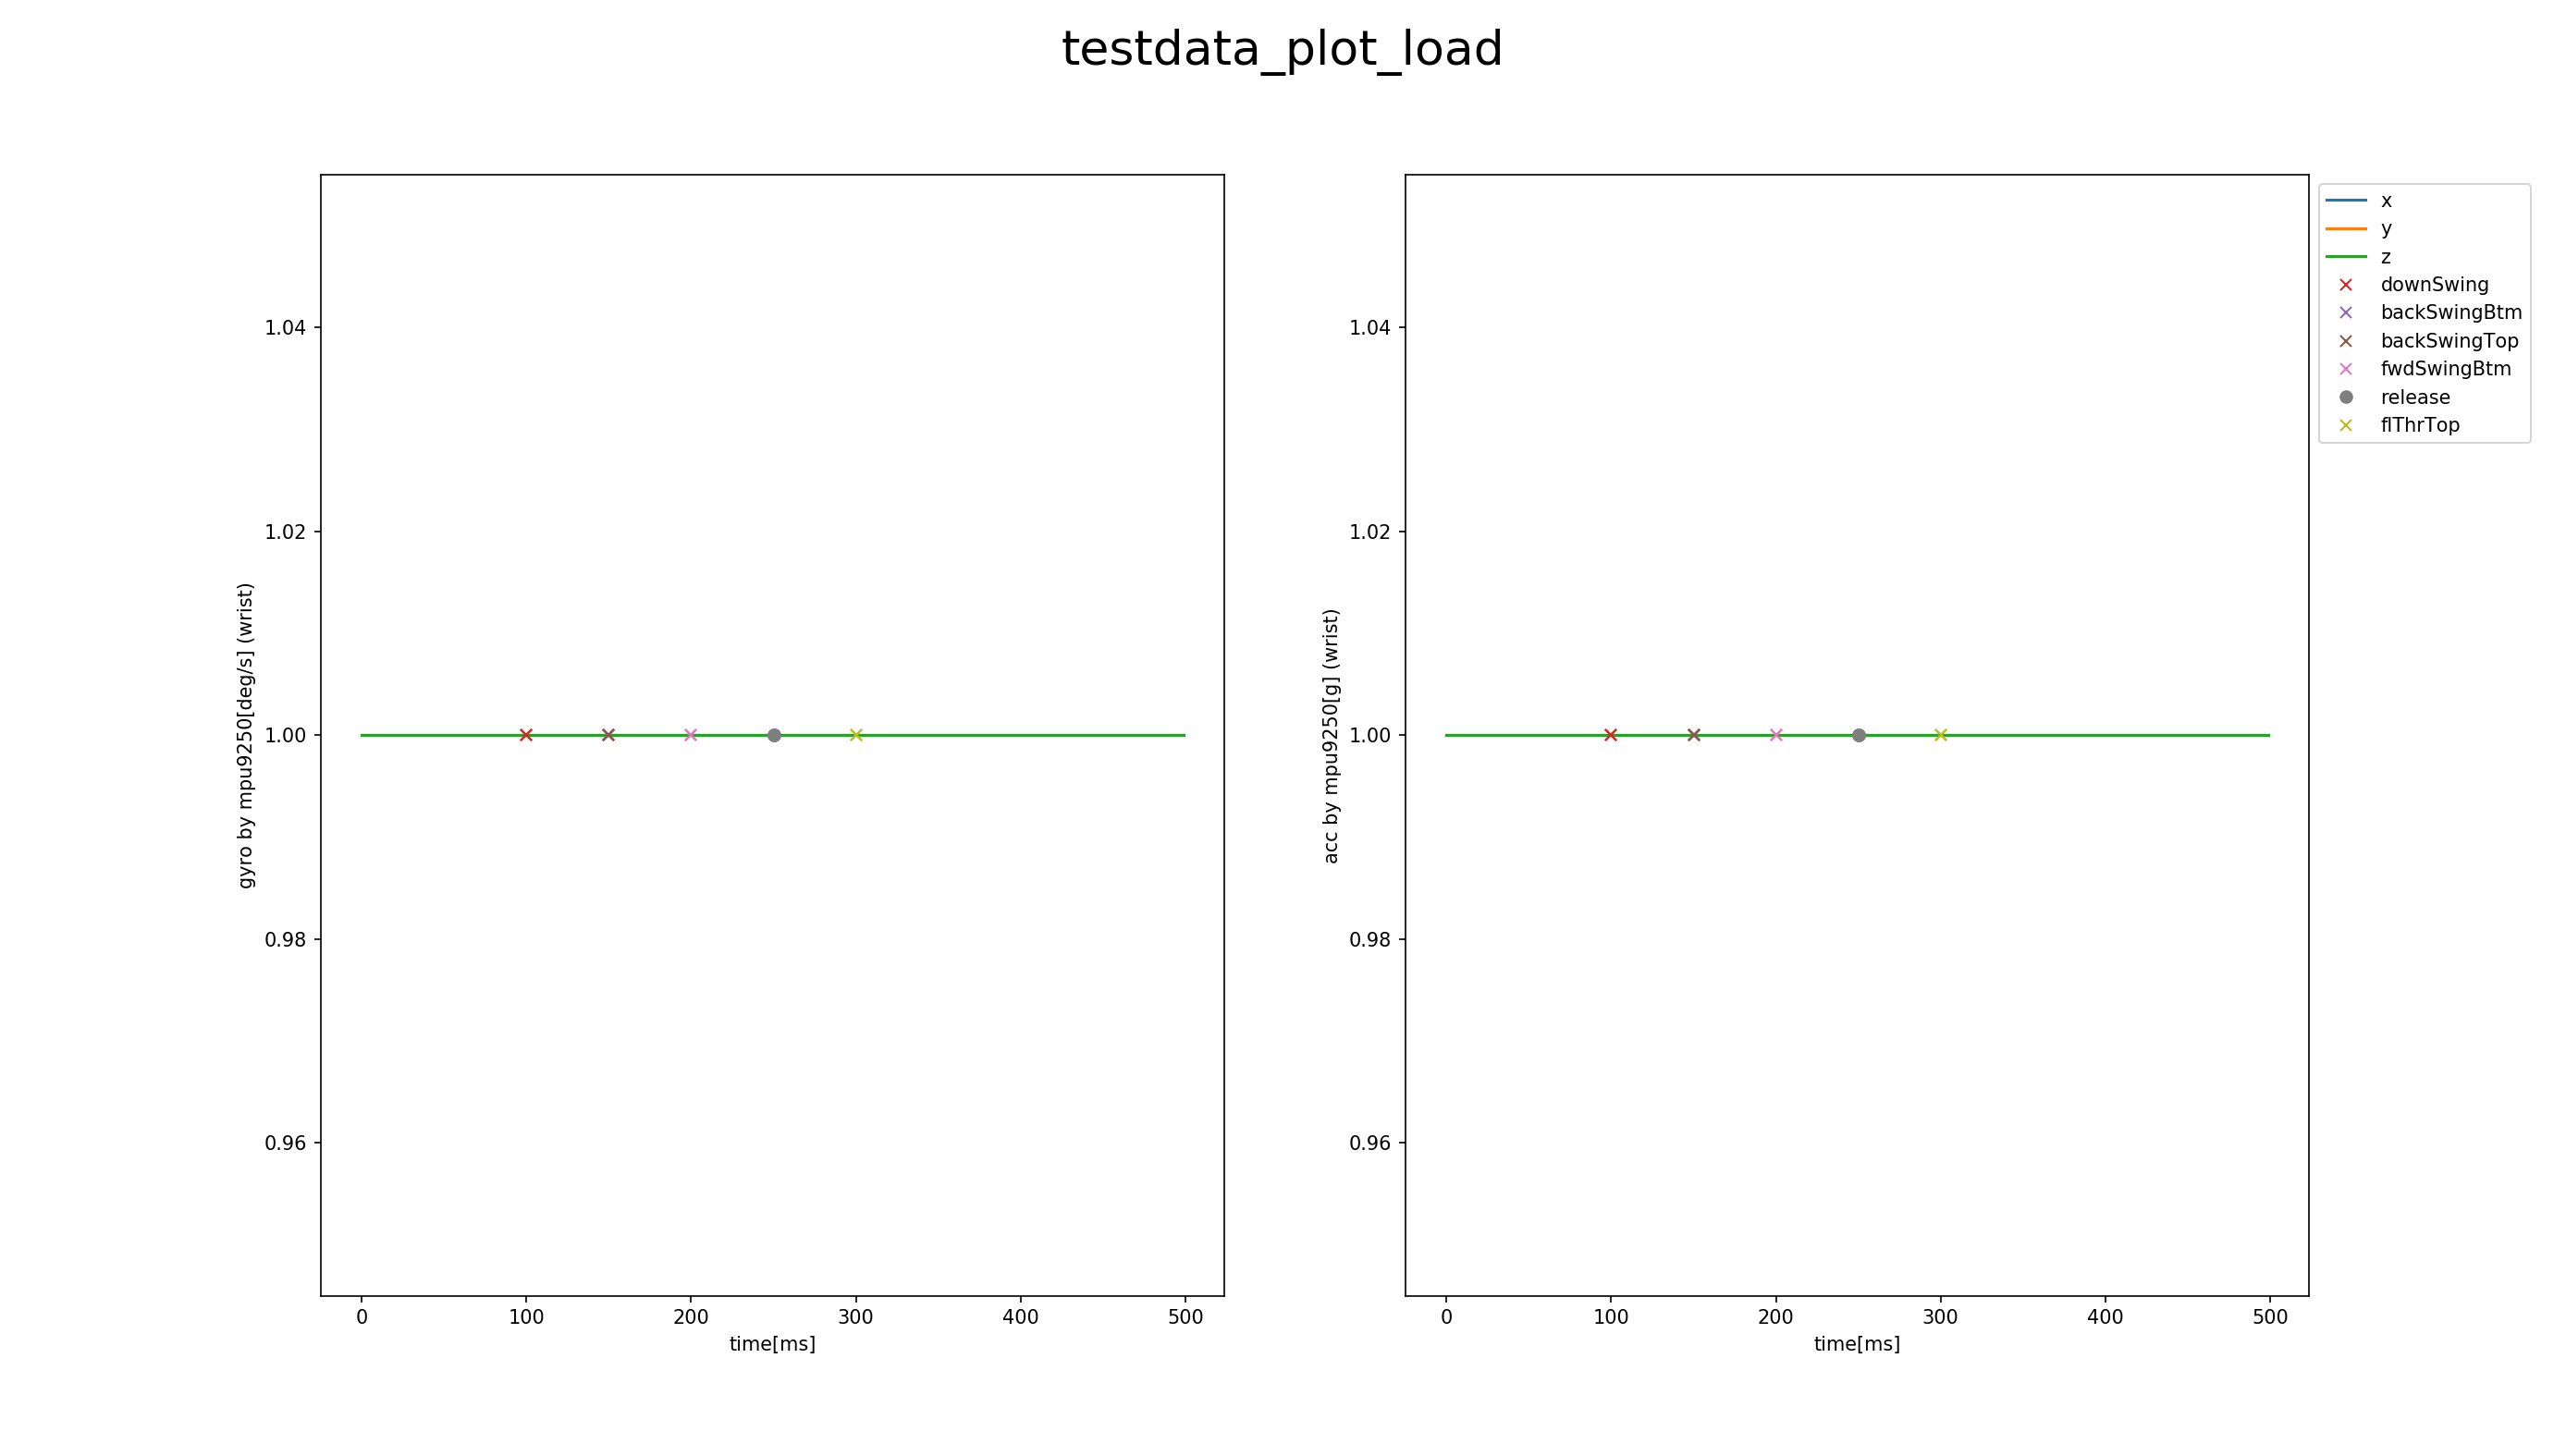 testdata_plot_load
gyro by mpu9250[deg/s] (wrist)
1.04
1.02
1.00
0.98
0.96
0 100 200 300 400 500
time[ms]
acc by mpu9250[g] (wrist)
1.04
1.02
1.00
0.98
0.96
0 100 200 300 400 500
time[ms]
x
y
z
downSwing
backSwingBtm
backSwingTop
fwdSwingBtm
release
flThrTop